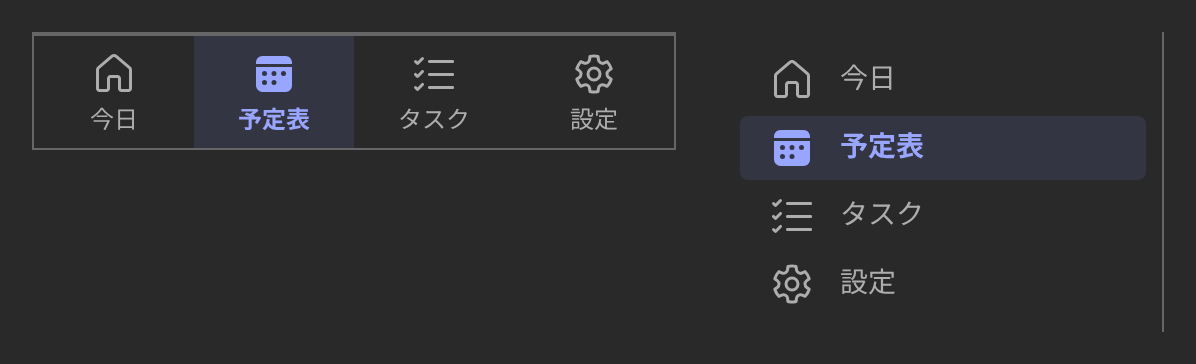 今日 予定表 タスク 設定
今日
予定表
タスク
設定